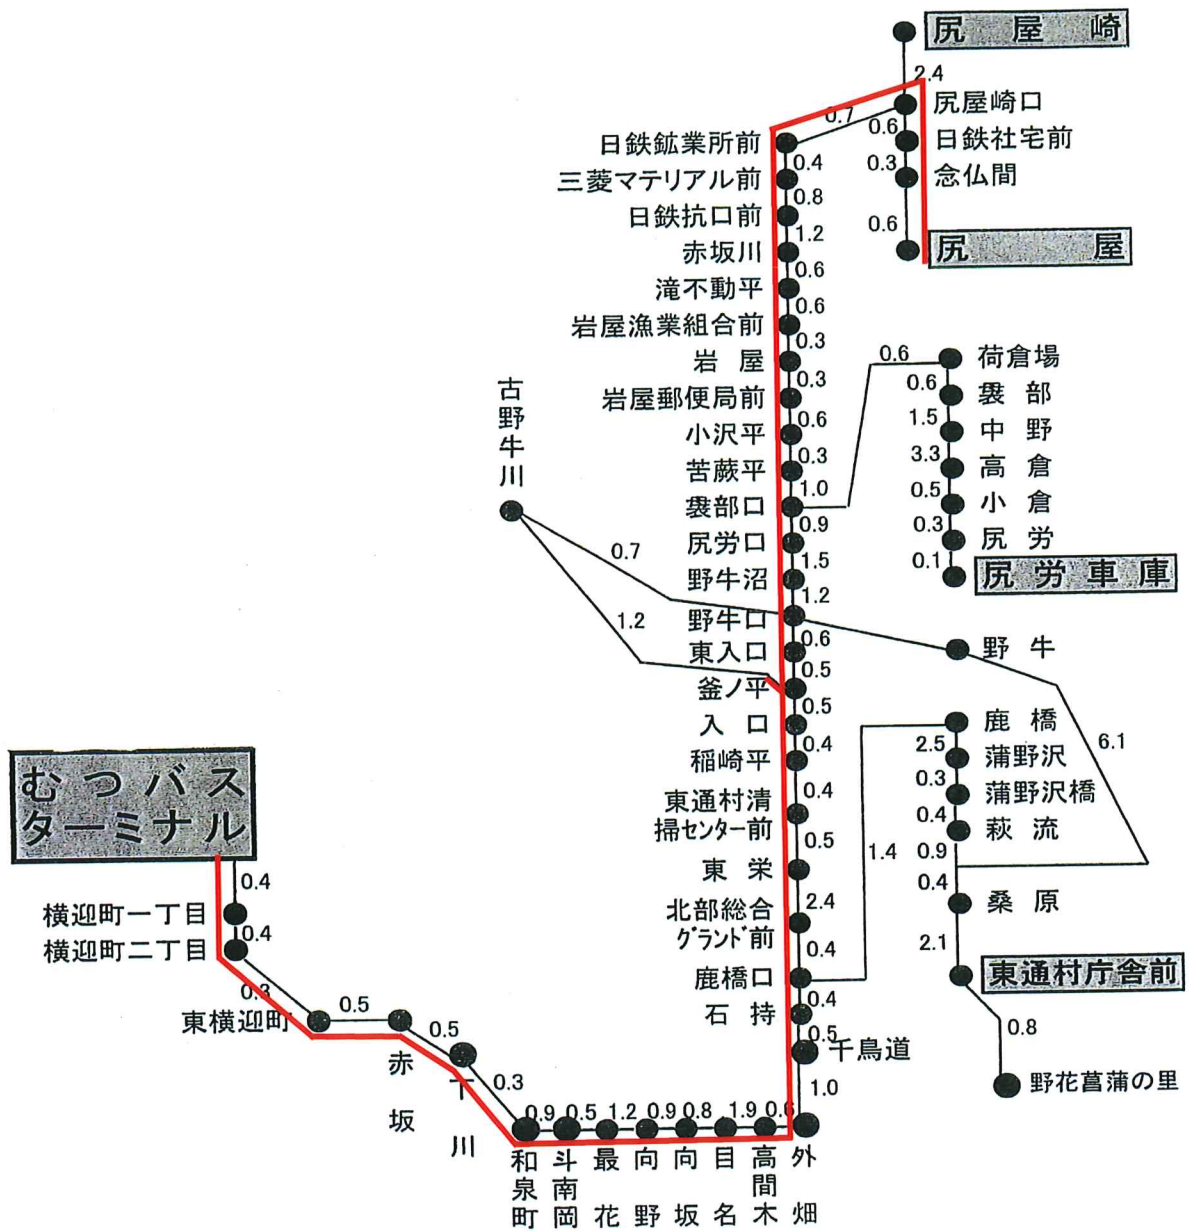 尻屋崎
2.4
尻屋崎口
0.7
0.6
日鉄鉱業所前
日鉄社宅前
0.4
0.3
三菱マテリアル前
念仏間
0.8
日鉄抗口前
0.6
1.2
赤坂川
尻屋
0.6
滝不動平
0.6
岩屋漁業組合前
0.3
岩屋
0.6
荷倉場
0.3
0.6
岩屋郵便局前
袰部
古野牛川
0.6
1.5
小沢平
中野
0.3
3.3
苫蕨平
高倉
1.0
0.5
袰部口
小倉
0.9
0.3
尻労口
尻労
0.7
1.5
0.1
野牛沼
尻労車庫
1.2
1.2
野牛口
0.6
東入口
野牛
0.5
釜ノ平
0.5
入口
鹿橋
0.4
2.5
6.1
稲崎平
蒲野沢
むつバス
ターミナル
0.4
0.3
東通村清
掃センター前
蒲野沢橋
0.4
萩流
0.5
1.4
0.9
東栄
0.4
0.4
2.4
桑原
横迎町一丁目
北部総合
グランド前
0.4
0.4
2.1
横迎町二丁目
鹿橋口
東通村庁舎前
0.3
0.4
石持
東横迎町
0.5
0.5
0.5
0.8
千鳥道
赤坂
下川
0.3
1.0
野花菖蒲の里
0.9
0.5
1.2
0.9
0.8
1.9
0.6
和泉町
斗南岡
最花
向野
向坂
目名
高間木
外畑